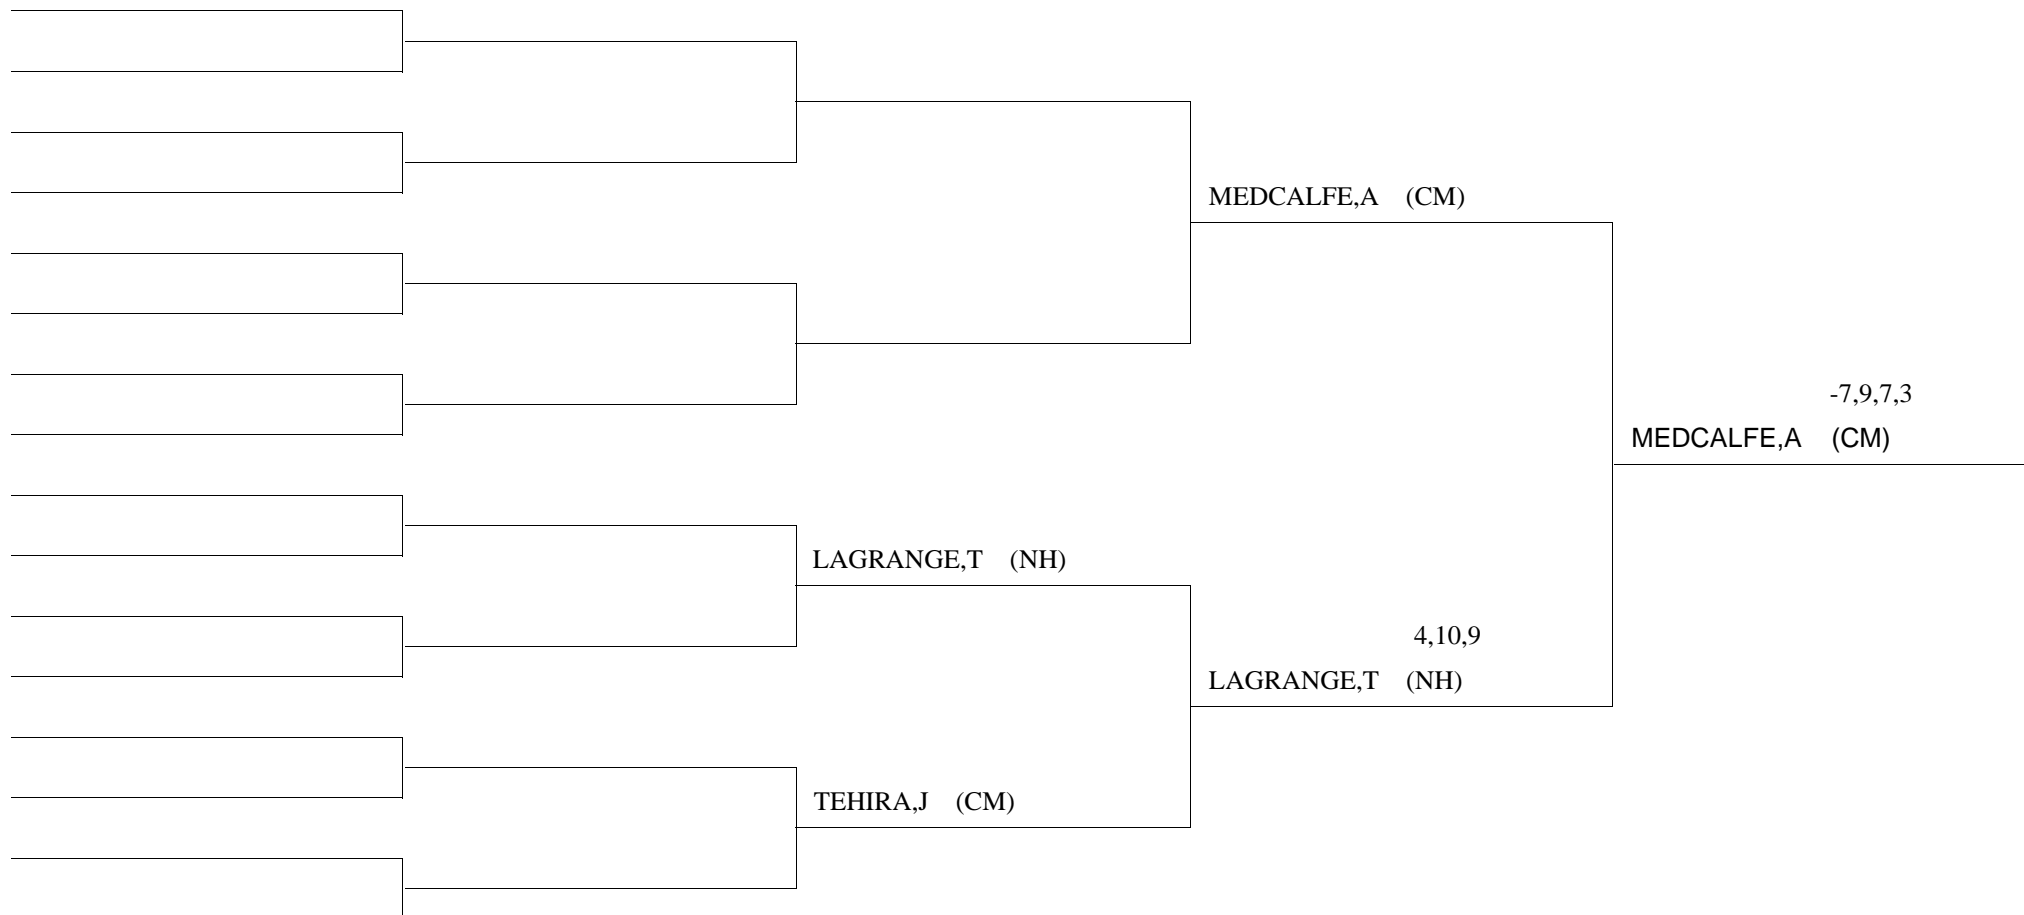 MEDCALFE,A (CM)
-7,9,7,3
MEDCALFE,A (CM)
LAGRANGE,T (NH)
4,10,9
LAGRANGE,T (NH)
TEHIRA,J (CM)